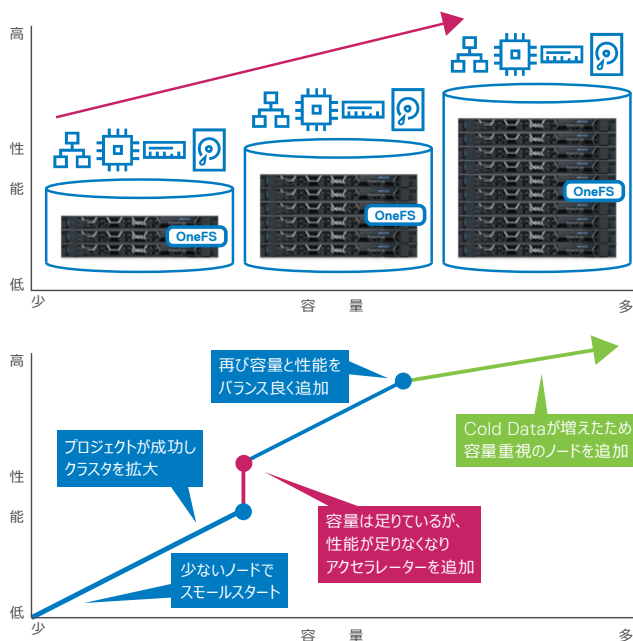 高
性
能
低
OneFS
OneFS
OneFS
少
容 量
多
高
性
能
低
再び容量と性能を
バランス良く追加
プロジェクトが成功し
クラスタを拡大
Cold Dataが増えたため
容量重視のノードを追加
容量は足りているが、
性能が足りなくなり
アクセラレーターを追加
少ないノードで
スモールスタート
少
容 量
多